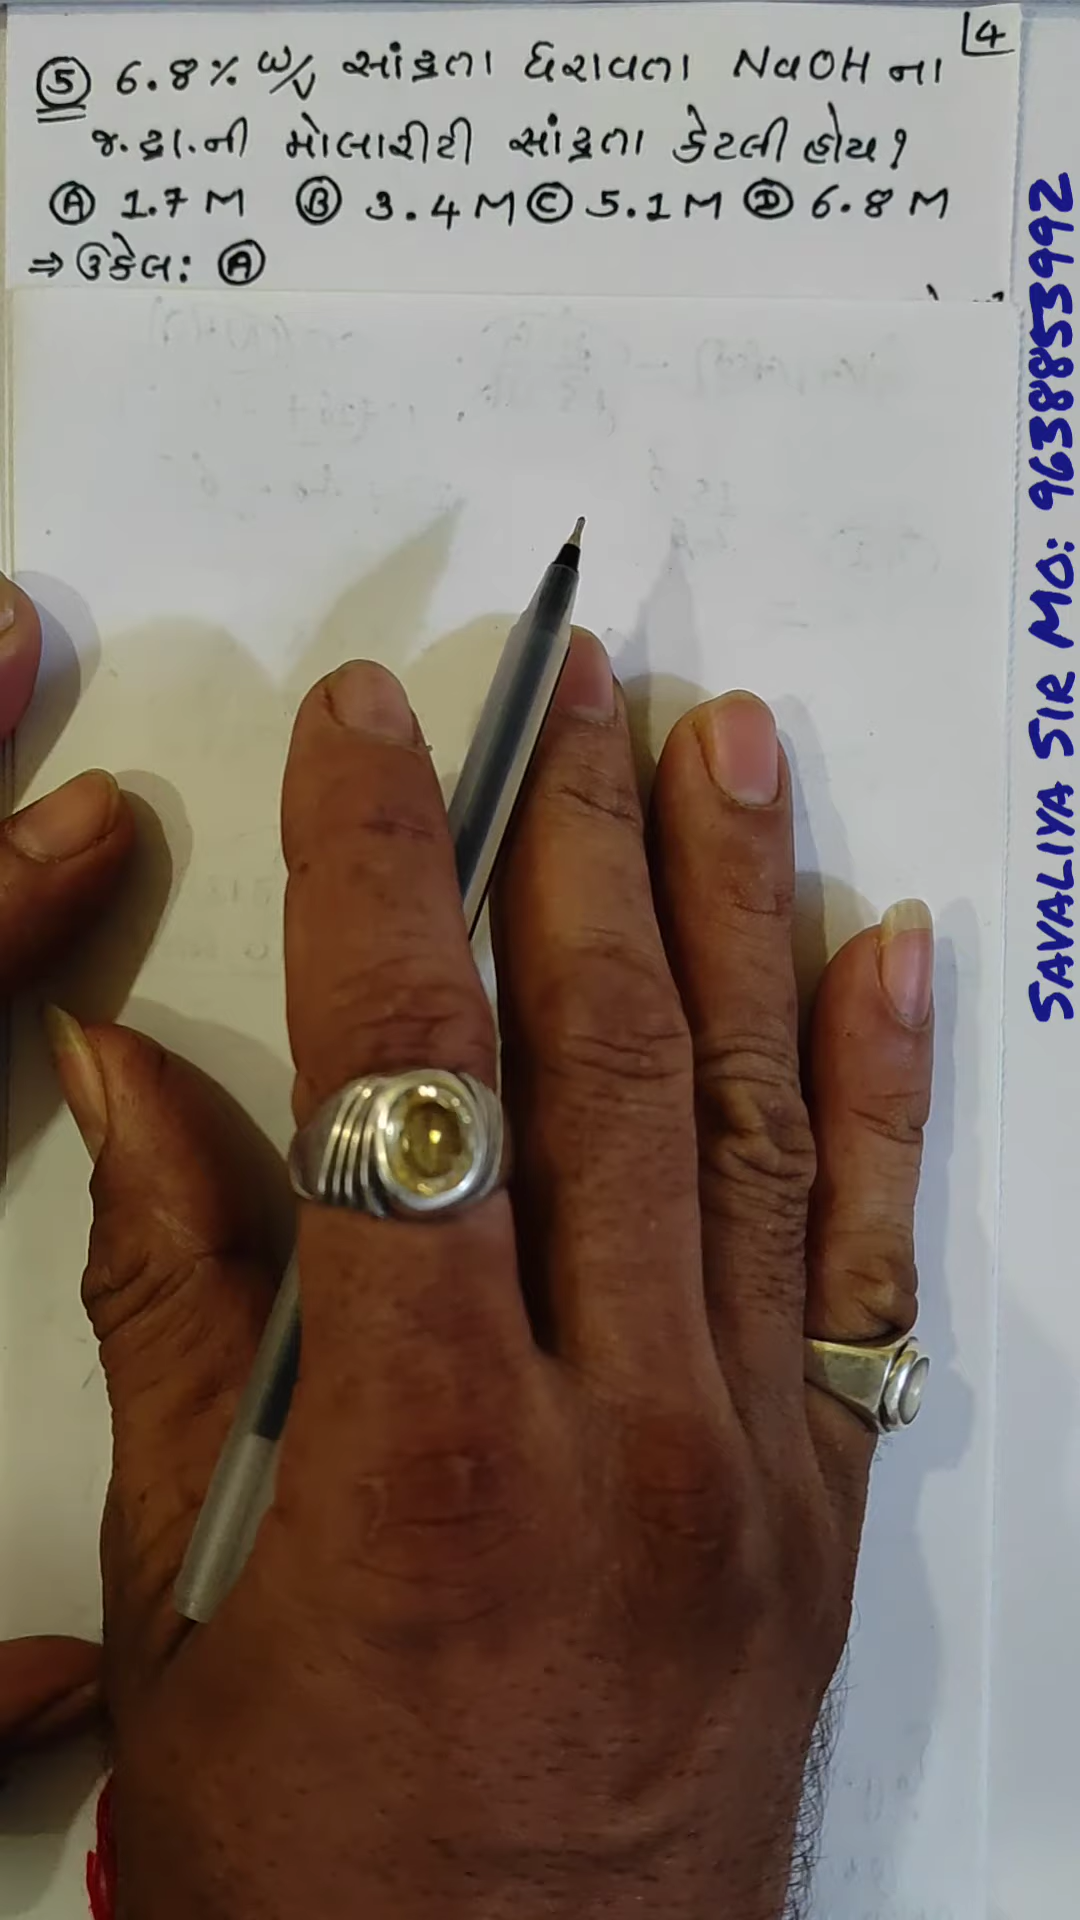 4
⑤ 6.8% w/v સાંદ્રતા ધરાવતા NaOH ના
જ.દ્રા.ની મોલારીટી સાંદ્રતા કેટલી હોય?
Ⓐ 1.7 M Ⓑ 3.4 M Ⓒ 5.1 M Ⓓ 6.8 M
⇒ ઉકેલ: Ⓐ
SAVALIYA SIR MO: 9638853992